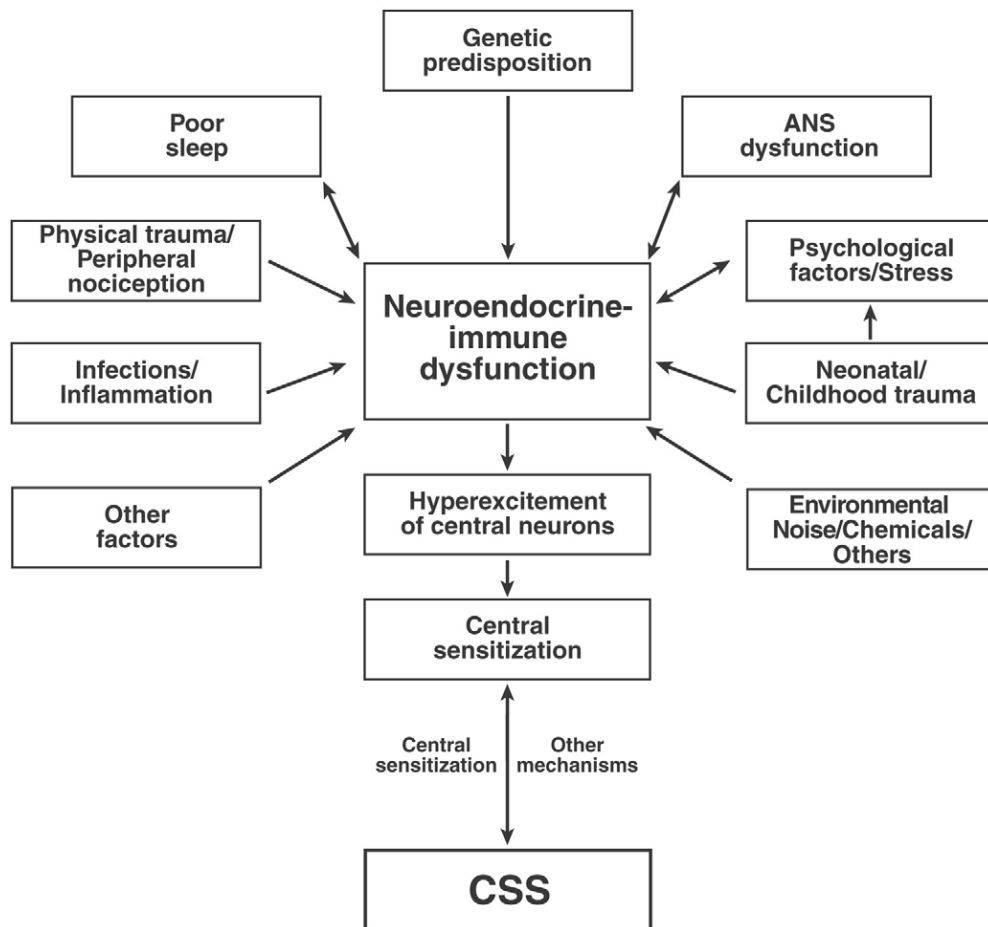 Genetic
predisposition
Poor
sleep
ANS
dysfunction
Physical trauma/
Peripheral
nociception
Psychological
factors/Stress
Neuroendocrine-
immune
dysfunction
Infections/
Inflammation
Neonatal/
Childhood trauma
Other
factors
Hyperexcitement
of central neurons
Environmental
Noise/Chemicals/
Others
Central
sensitization
Central
sensitization
Other
mechanisms
CSS